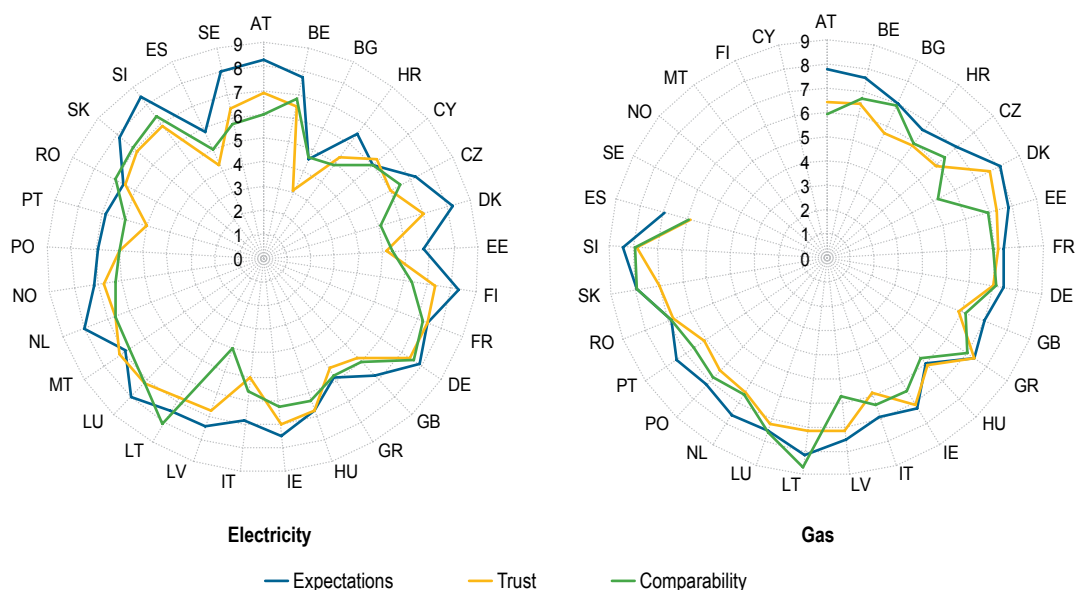 AT
BE
BG
HR
CY
CZ
DK
EE
FI
FR
DE
GB
GR
HU
IE
IT
LV
LT
LU
MT
NL
NO
PO
PT
RO
SK
SI
ES
SE
9
8
7
6
5
4
3
2
1
0
Electricity
AT
BE
BG
HR
CZ
DK
EE
FR
DE
GB
GR
HU
IE
IT
LV
LT
LU
NL
PO
PT
RO
SK
SI
ES
SE
NO
MT
FI
CY
9
8
7
6
5
4
3
2
1
0
Gas
Expectations Trust Comparability